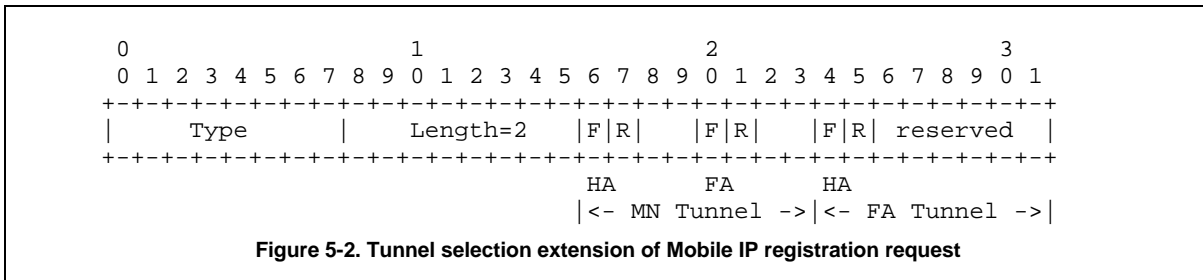 0                   1                   2                   3
0 1 2 3 4 5 6 7 8 9 0 1 2 3 4 5 6 7 8 9 0 1 2 3 4 5 6 7 8 9 0 1
+-+-+-+-+-+-+-+-+-+-+-+-+-+-+-+-+-+-+-+-+-+-+-+-+-+-+-+-+-+-+-+-+
|     Type      |    Length=2   |F|R|   |F|R|   |F|R| reserved  |
+-+-+-+-+-+-+-+-+-+-+-+-+-+-+-+-+-+-+-+-+-+-+-+-+-+-+-+-+-+-+-+-+
HA      FA      HA
|<- MN Tunnel ->|<- FA Tunnel ->|
Figure 5-2. Tunnel selection extension of Mobile IP registration request